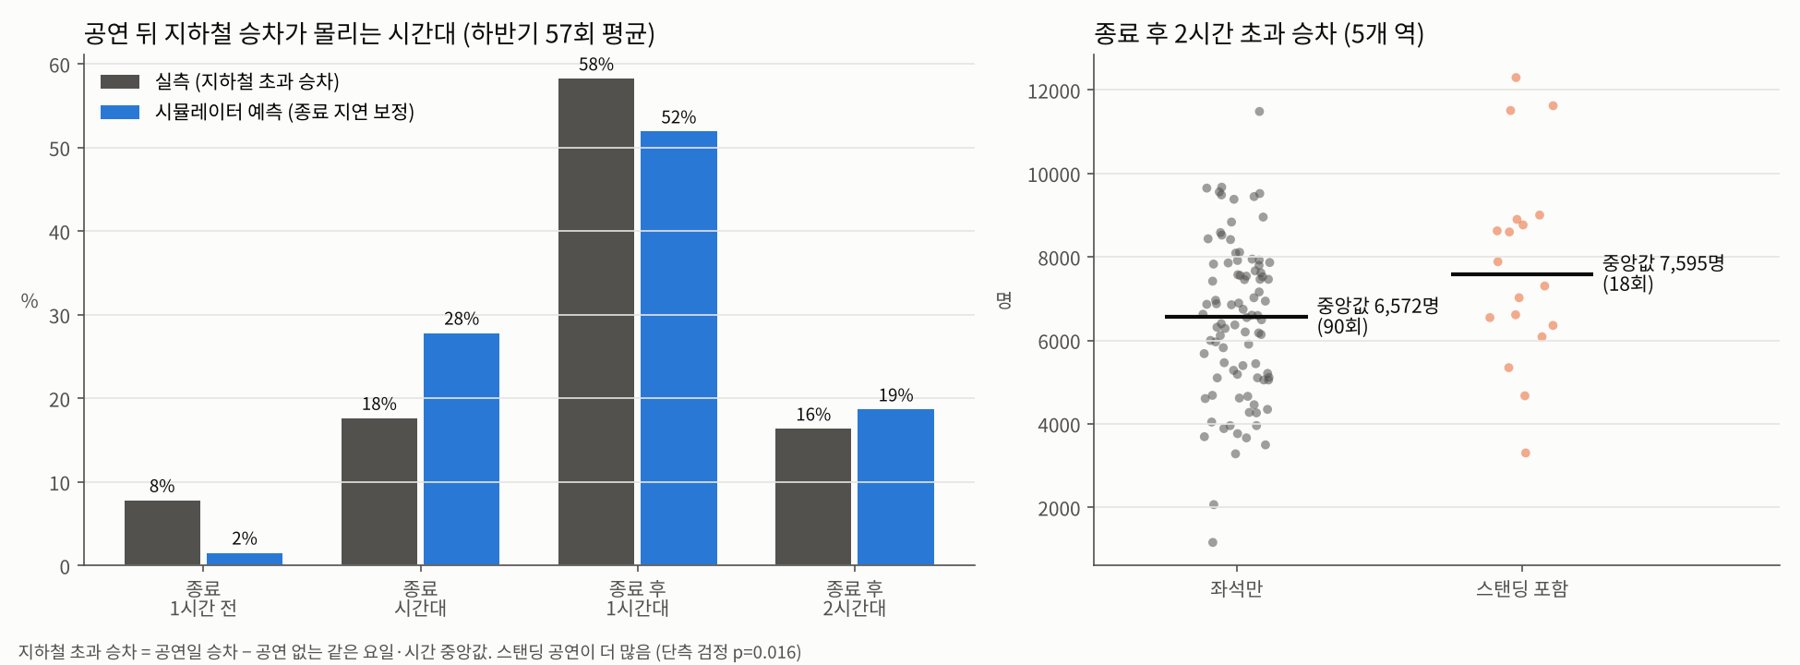 공연 뒤 지하철 승차가 몰리는 시간대 (하반기 57회 평균)
실측 (지하철 초과 승차)
시뮬레이터 예측 (종료 지연 보정)
%
60
50
40
30
20
10
0
8%
2%
18%
28%
58%
52%
16%
19%
종료
1시간 전
종료
시간대
종료 후
1시간대
종료 후
2시간대
종료 후 2시간 초과 승차 (5개 역)
명
12000
10000
8000
6000
4000
2000
중앙값 6,572명
(90회)
중앙값 7,595명
(18회)
좌석만
스탠딩 포함
지하철 초과 승차 = 공연일 승차 − 공연 없는 같은 요일·시간 중앙값. 스탠딩 공연이 더 많음 (단측 검정 p=0.016)